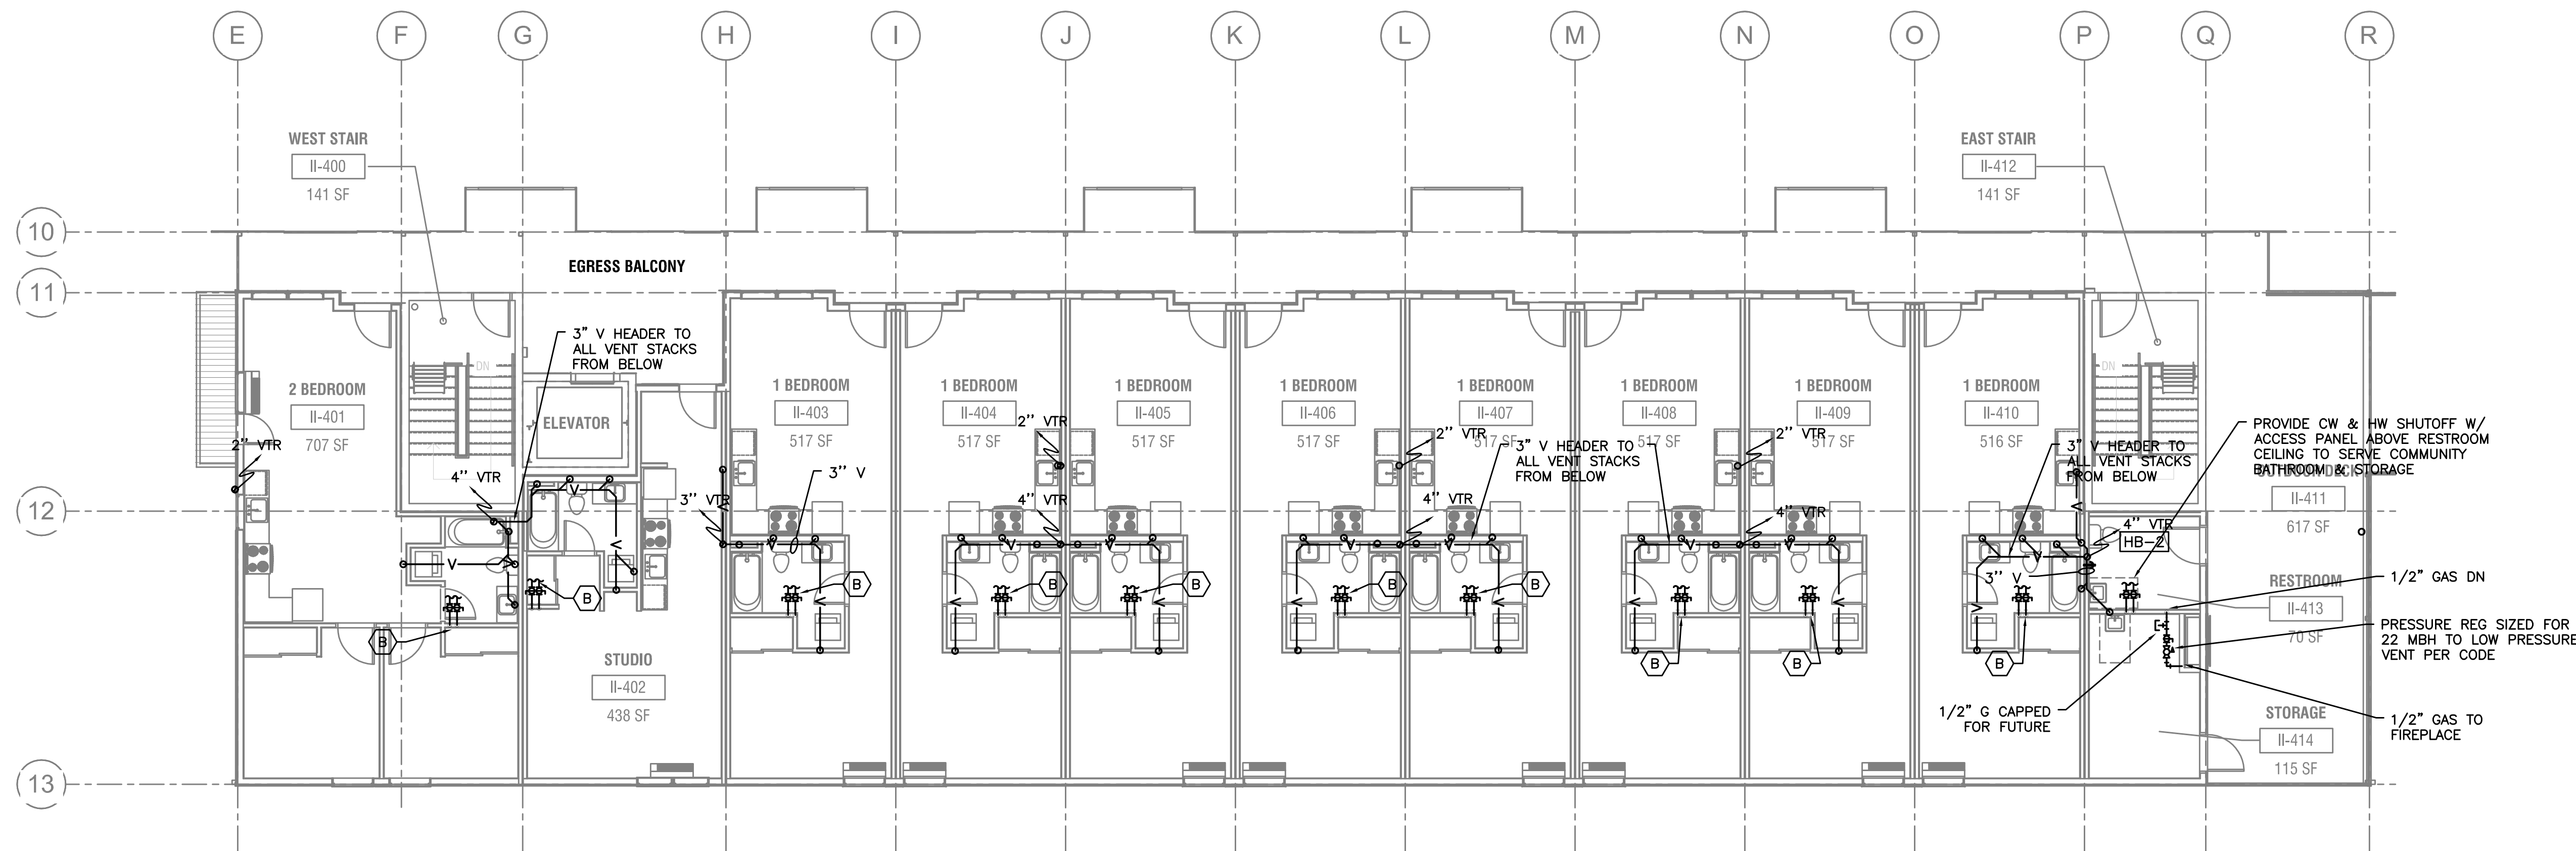 E
F
G
H
I
J
K
L
M
N
O
P
Q
R
10
11
12
13
WEST STAIR
II-400
141 SF
EAST STAIR
II-412
141 SF
EGRESS BALCONY
3" V HEADER TO
ALL VENT STACKS
FROM BELOW
DN
2 BEDROOM
II-401
707 SF
2'' VTR
4'' VTR
V
V
V
V
V
B
ELEVATOR
STUDIO
II-402
438 SF
B
3'' VTR
1 BEDROOM
II-403
517 SF
3'' V
V
V
B
1 BEDROOM
II-404
517 SF
2'' VTR
4'' VTR
V
V
B
1 BEDROOM
II-405
517 SF
V
V
B
1 BEDROOM
II-406
517 SF
V
V
B
1 BEDROOM
II-407
517 SF
2'' VTR
4'' VTR
3" V HEADER TO
ALL VENT STACKS
FROM BELOW
V
V
B
1 BEDROOM
II-408
517 SF
V
V
B
1 BEDROOM
II-409
517 SF
2'' VTR
4'' VTR
V
V
B
1 BEDROOM
II-410
516 SF
3" V HEADER TO
ALL VENT STACKS
FROM BELOW
V
V
V
3'' V
B
DN
4'' VTR
HB-2
PROVIDE CW & HW SHUTOFF W/
ACCESS PANEL ABOVE RESTROOM
CEILING TO SERVE COMMUNITY
BATHROOM & STORAGE
DECK
II-411
617 SF
1/2" GAS DN
RESTROOM
II-413
70 SF
PRESSURE REG SIZED FOR
22 MBH TO LOW PRESSURE
VENT PER CODE
1/2" G CAPPED
FOR FUTURE
STORAGE
II-414
115 SF
1/2" GAS TO
FIREPLACE